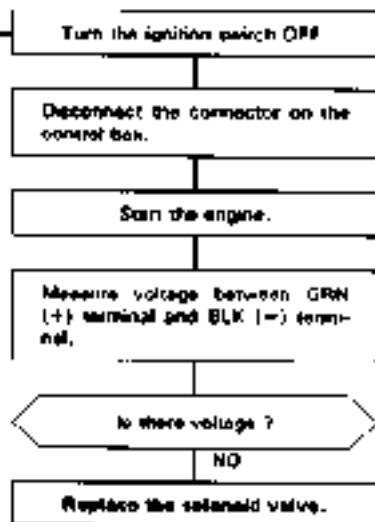 Turn the ignition switch OFF
Disconnect the connector on the
control box.
Start the engine.
Measure voltage between GRN
(+) terminal and BLK (−) termi-
nal.
Is there voltage ?
NO
Replace the solenoid valve.